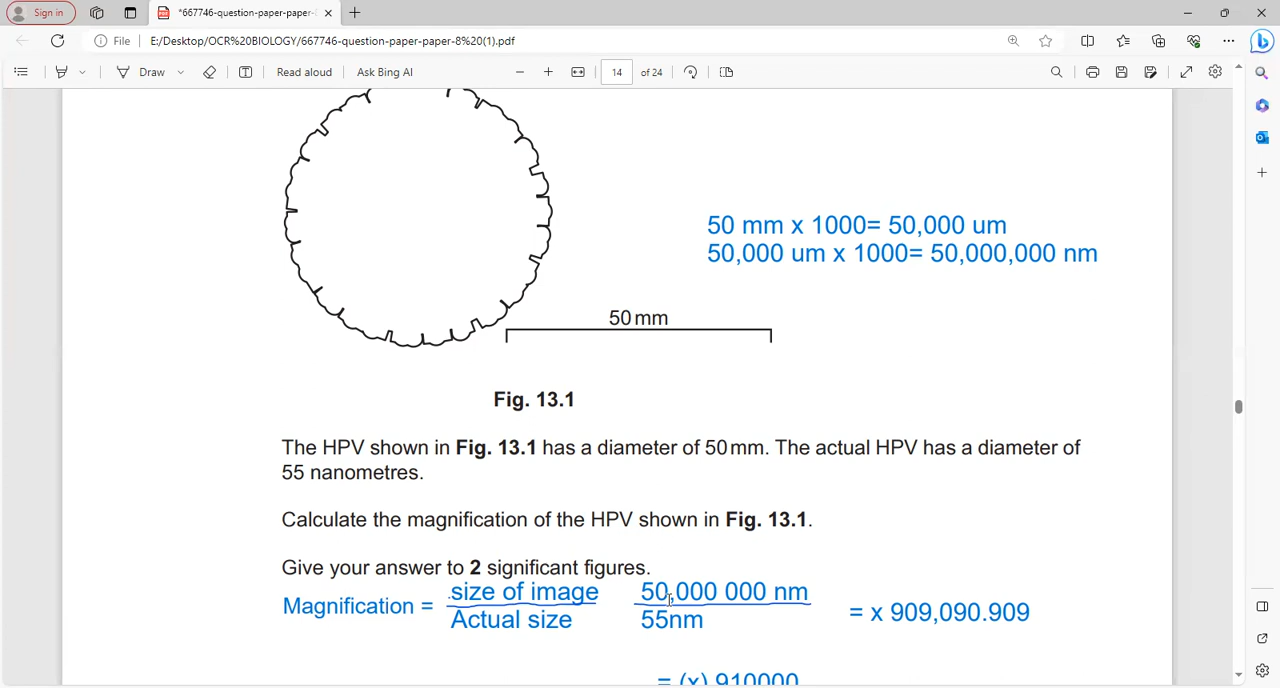 Sign in
*667746-question-paper-paper-
File
E:/Desktop/OCR%20BIOLOGY/667746-question-paper-paper-8%20(1).pdf
Draw
Read aloud
Ask Bing AI
14
of 24
50 mm x 1000= 50,000 um
50,000 um x 1000= 50,000,000 nm
50 mm
Fig. 13.1
The HPV shown in Fig. 13.1 has a diameter of 50 mm. The actual HPV has a diameter of
55 nanometres.
Calculate the magnification of the HPV shown in Fig. 13.1.
Give your answer to 2 significant figures.
Magnification = size of image 50,000 000 nm
Actual size 55nm = x 909,090.909
= (x) 910000